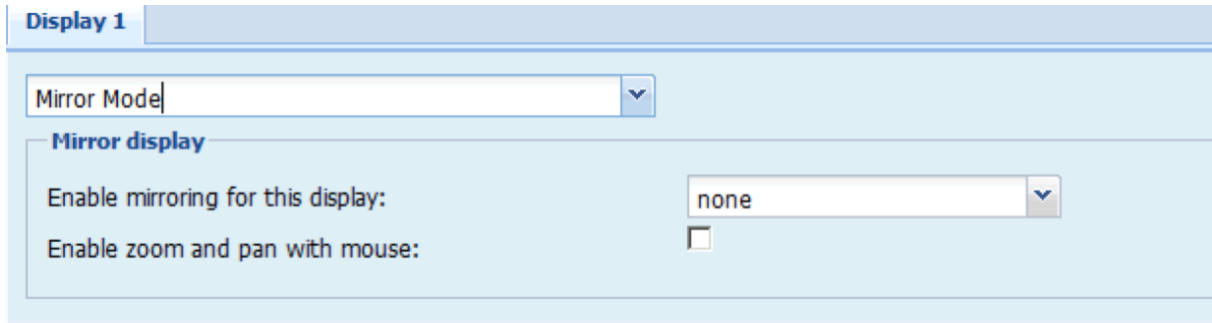 Display 1
Mirror Mode
Mirror display
Enable mirroring for this display: none
Enable zoom and pan with mouse: